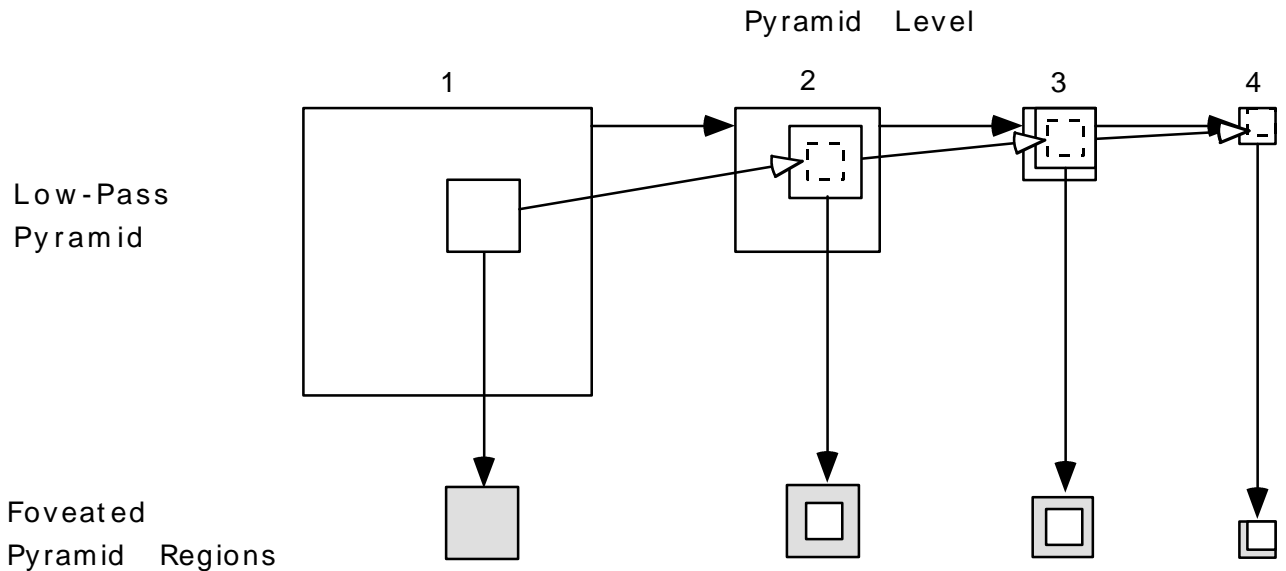 Pyramid Level
1 2 3 4
Low-Pass
Pyramid
Foveated
Pyramid Regions